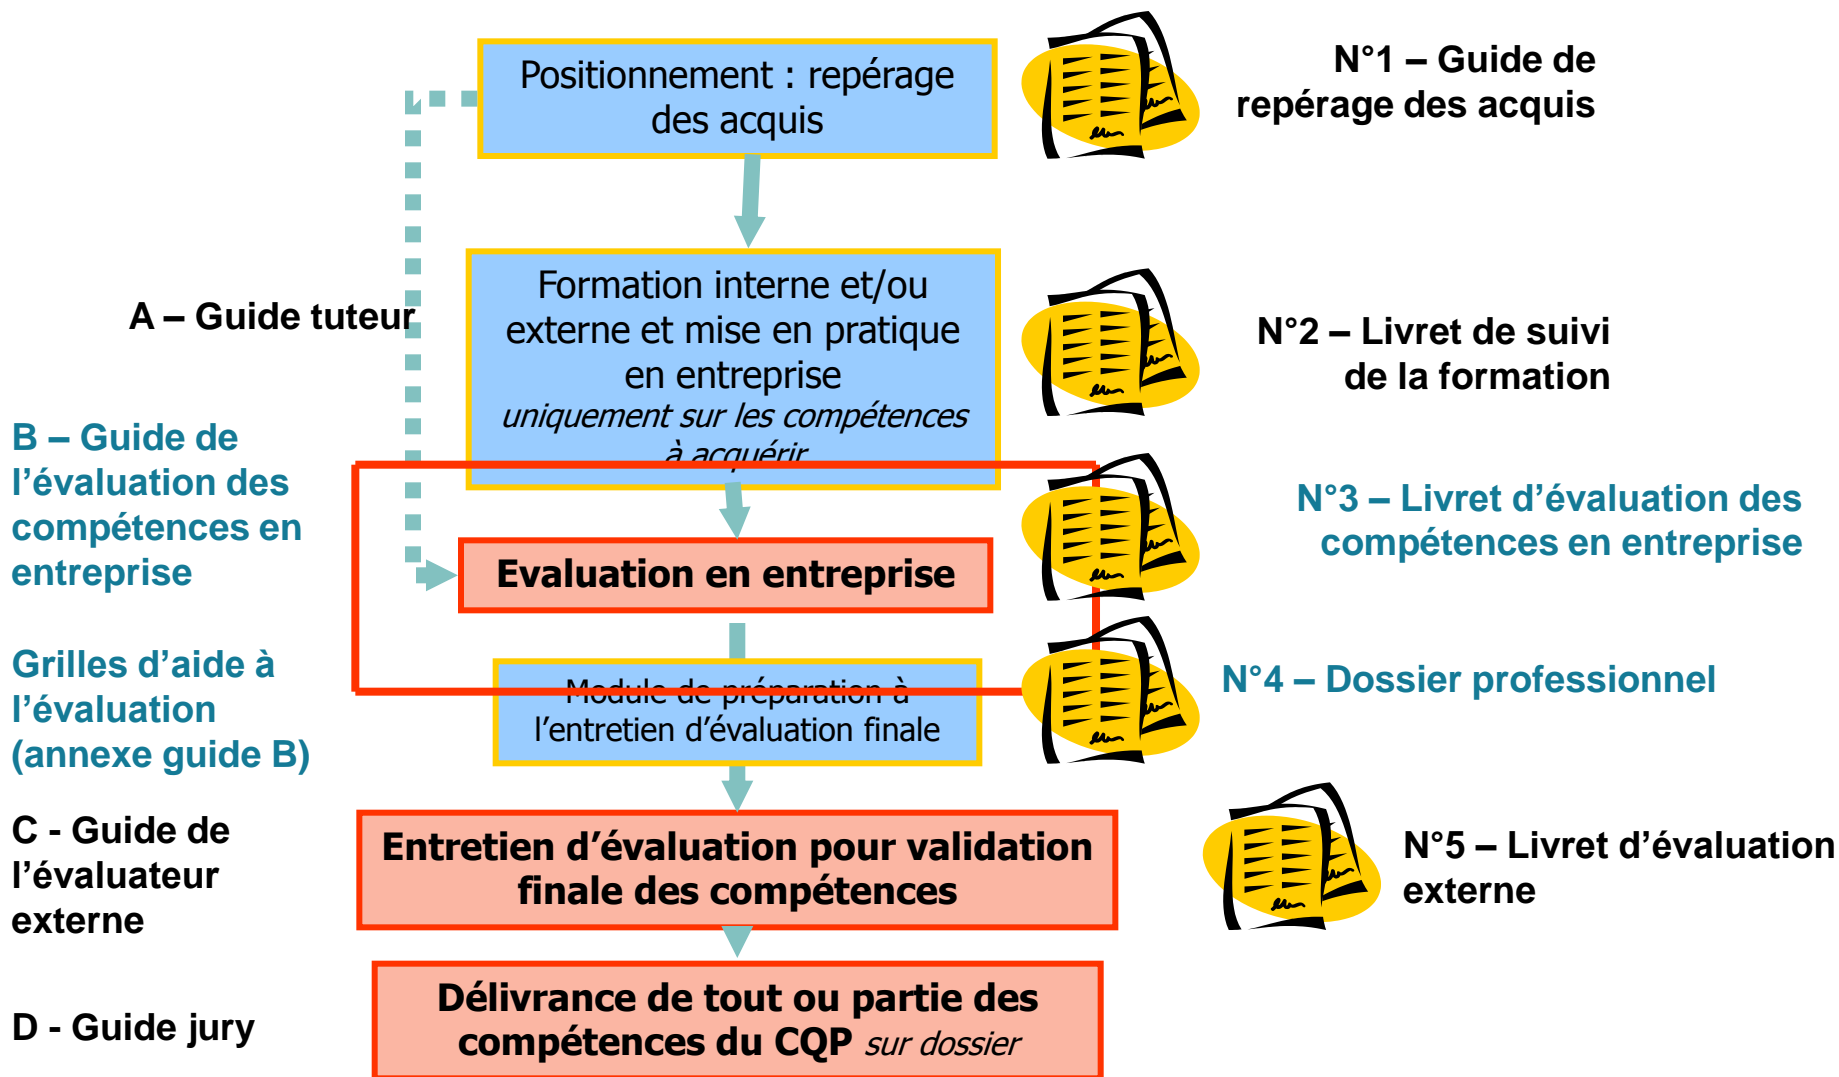 Positionnement : repérage
des acquis
N°1 – Guide de
repérage des acquis
A – Guide tuteur
Formation interne et/ou
externe et mise en pratique
en entreprise
uniquement sur les compétences
à acquérir
N°2 – Livret de suivi
de la formation
B – Guide de
l’évaluation des
compétences en
entreprise
N°3 – Livret d’évaluation des
compétences en entreprise
Evaluation en entreprise
Grilles d’aide à
l’évaluation
(annexe guide B)
Module de préparation à
l’entretien d’évaluation finale
N°4 – Dossier professionnel
C - Guide de
l’évaluateur
externe
Entretien d’évaluation pour validation
finale des compétences
N°5 – Livret d’évaluation
externe
D - Guide jury
Délivrance de tout ou partie des
compétences du CQP sur dossier